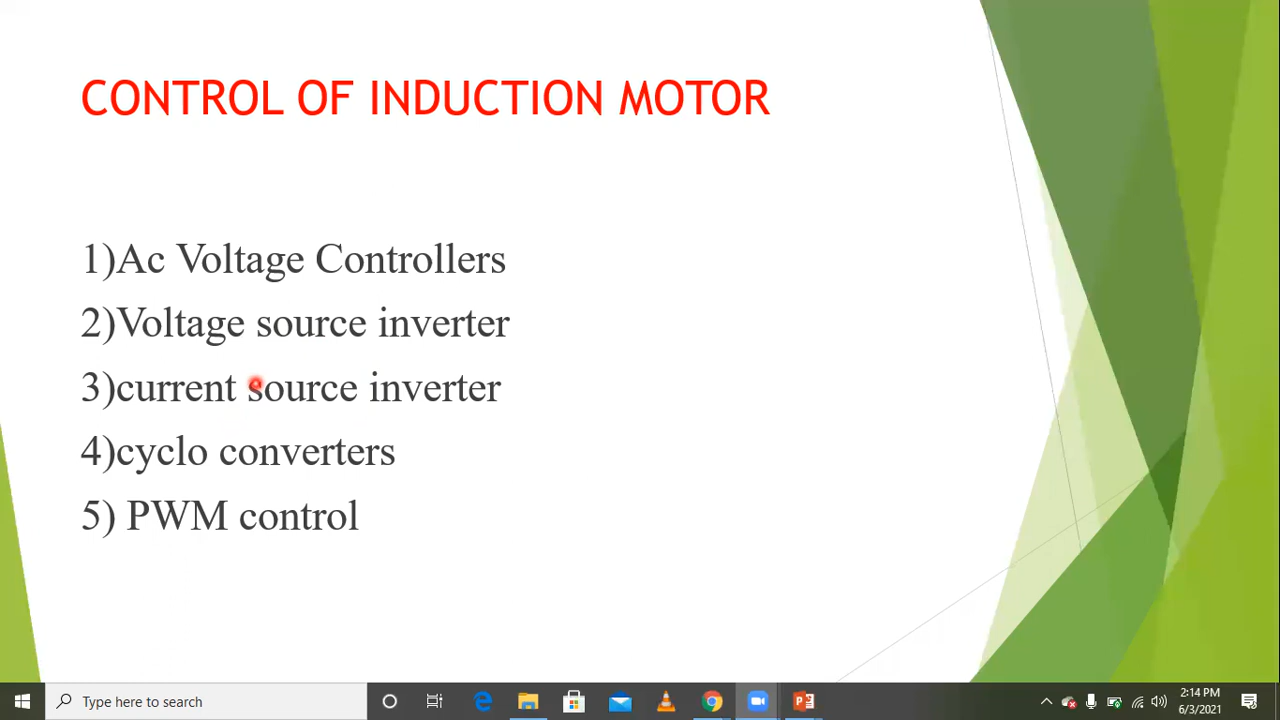 CONTROL OF INDUCTION MOTOR
1)Ac Voltage Controllers
2)Voltage source inverter
3)current source inverter
4)cyclo converters
5) PWM control
Type here to search
2:14 PM
6/3/2021